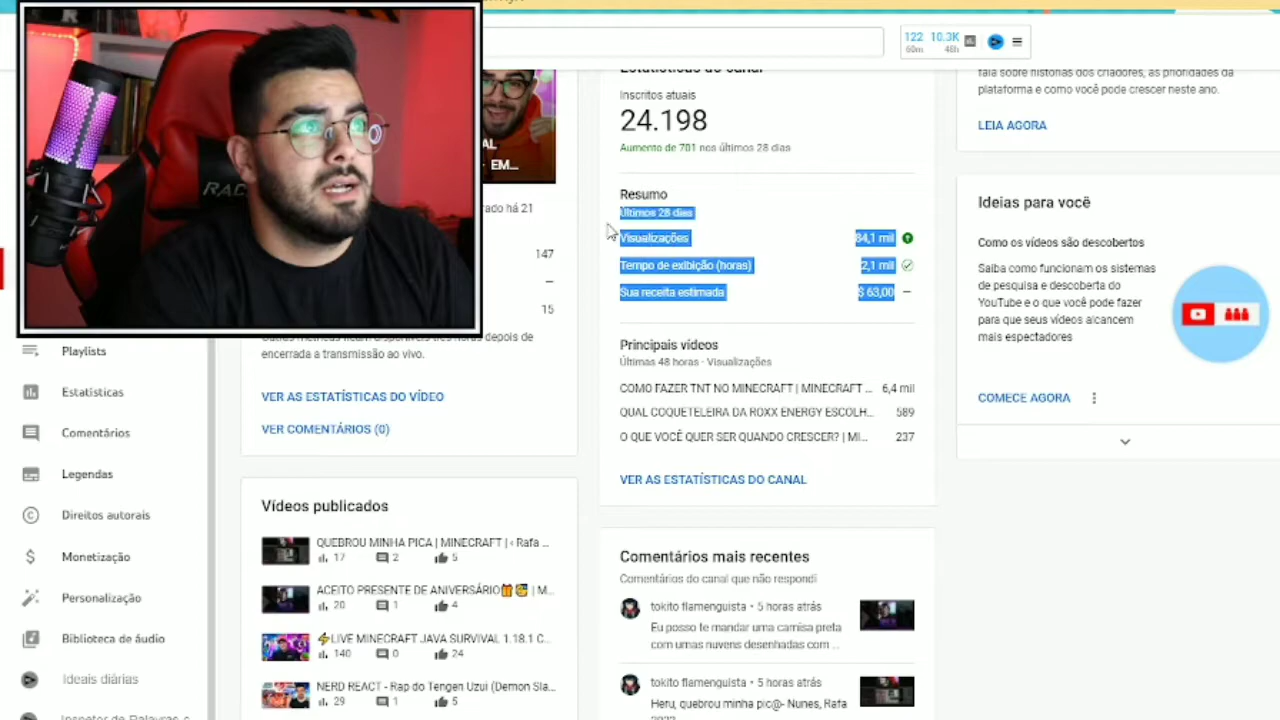 122 10.3K
60m 48h
RAC
AL
EM...
ado há 21
147
–
15
depois de
encerrada a transmissão ao vivo.
VER AS ESTATÍSTICAS DO VÍDEO
VER COMENTÁRIOS (0)
Playlists
Estatísticas
Comentários
Legendas
Direitos autorais
Monetização
Personalização
Biblioteca de áudio
Ideais diárias
Vídeos publicados
QUEBROU MINHA PICA | MINECRAFT | ‹ Rafa ...
17 2 5
ACEITO PRESENTE DE ANIVERSÁRIO🎁🥳 | M...
20 1 4
⚡LIVE MINECRAFT JAVA SURVIVAL 1.18.1 C...
140 0 24
NERD REACT - Rap do Tengen Uzui (Demon Sla...
29 1 5
Estatísticas do canal
Inscritos atuais
24.198
Aumento de 701 nos últimos 28 dias
Resumo
Últimos 28 dias
Visualizações 84,1 mil
Tempo de exibição (horas) 2,1 mil
Sua receita estimada $ 63,00 –
Principais vídeos
Últimas 48 horas · Visualizações
COMO FAZER TNT NO MINECRAFT | MINECRAFT ... 6,4 mil
QUAL COQUETELEIRA DA ROXX ENERGY ESCOLH... 589
O QUE VOCÊ QUER SER QUANDO CRESCER? | MI... 237
VER AS ESTATÍSTICAS DO CANAL
Comentários mais recentes
Comentários do canal que não respondi
tokito flamenguista • 5 horas atrás
Eu posso te mandar uma camisa preta
com umas nuvens desenhadas com ...
tokito flamenguista • 5 horas atrás
Heru, quebrou minha pic@- Nunes, Rafa
2022
fala sobre histórias dos criadores, as prioridades da
plataforma e como você pode crescer neste ano.
LEIA AGORA
Ideias para você
Como os vídeos são descobertos
Saiba como funcionam os sistemas
de pesquisa e descoberta do
YouTube e o que você pode fazer
para que seus vídeos alcancem
mais espectadores
COMECE AGORA